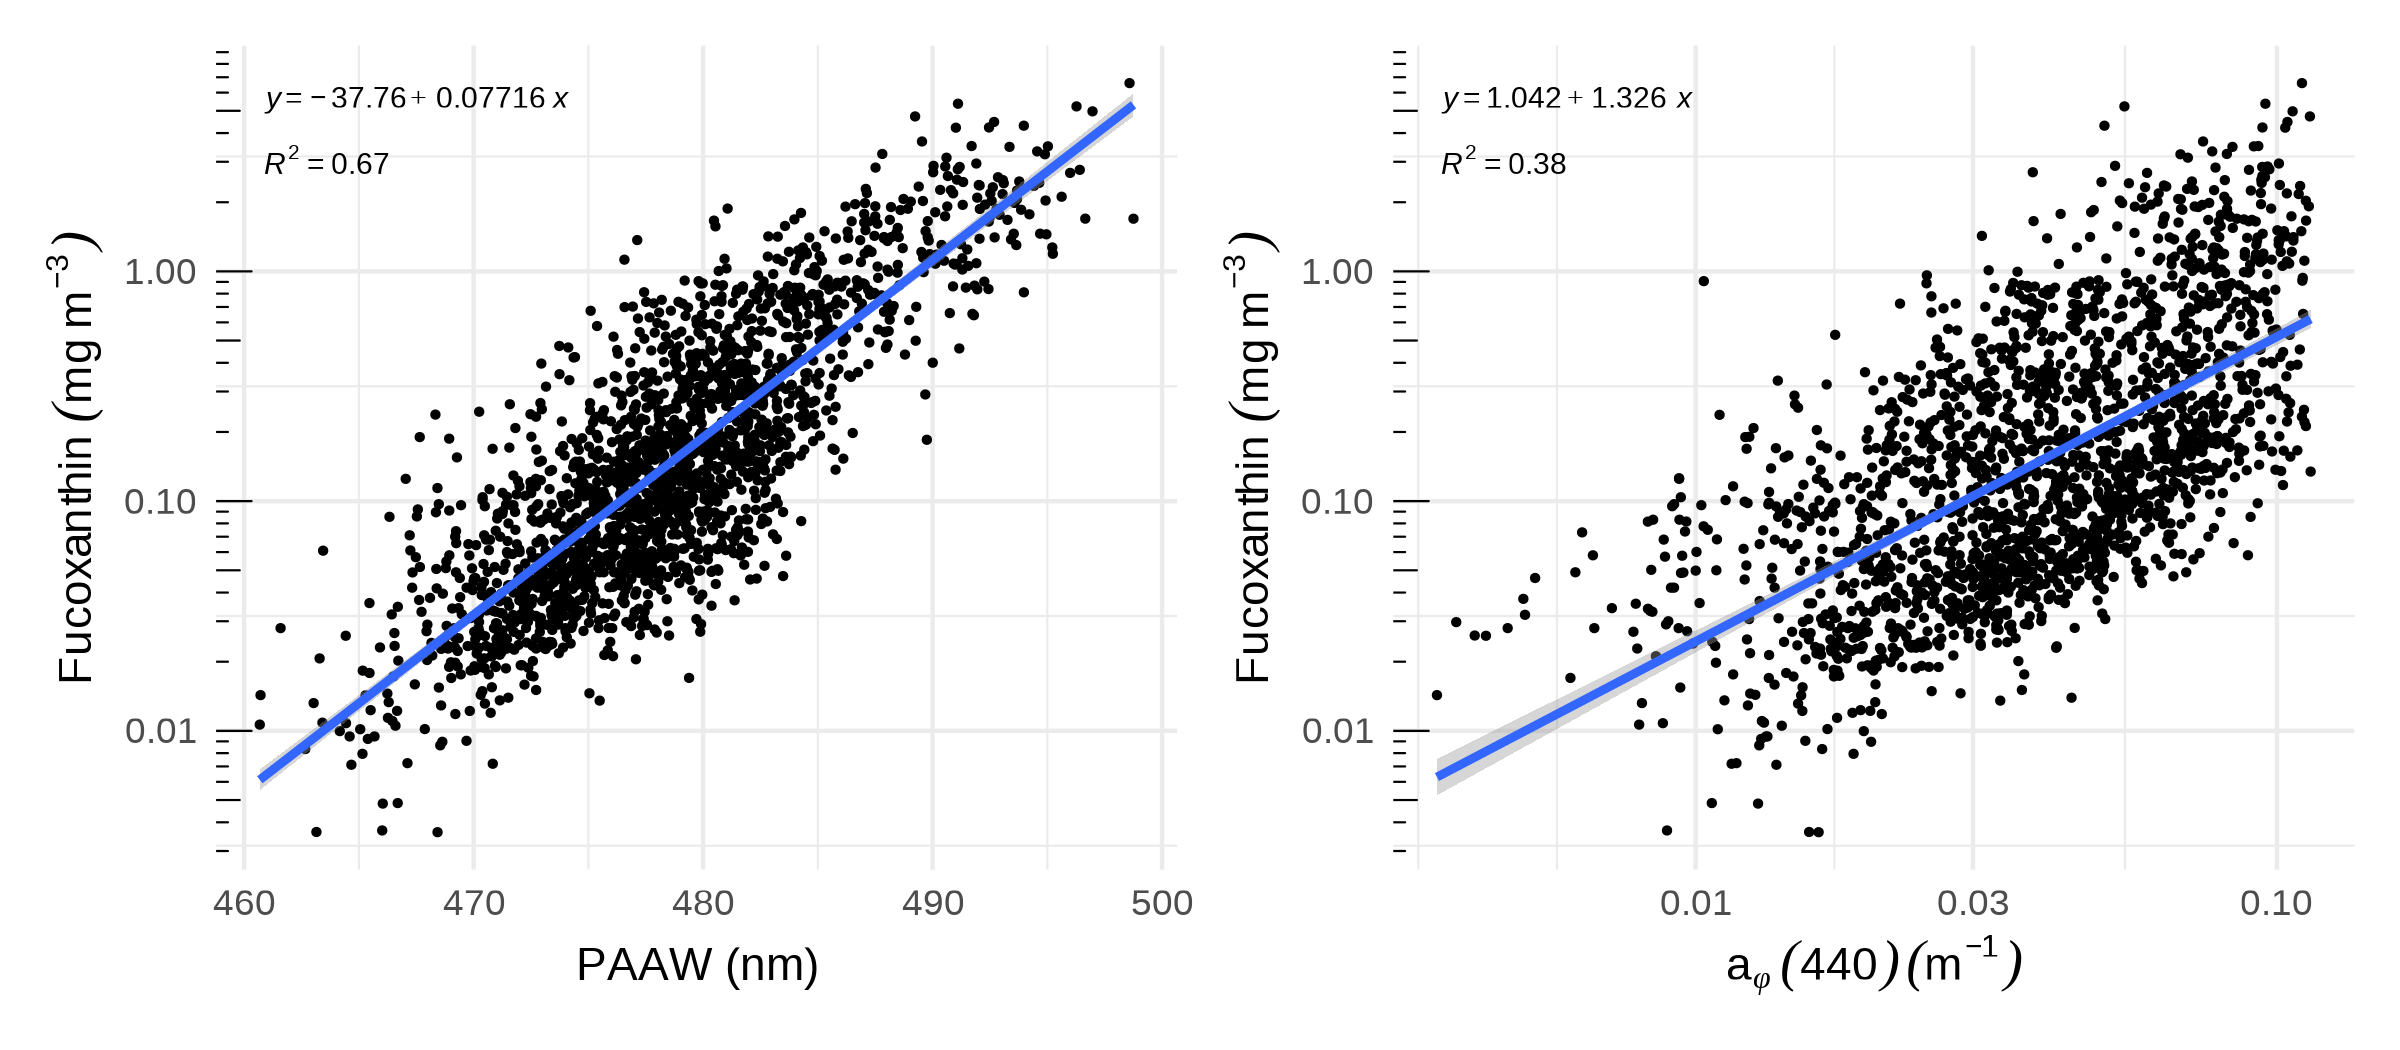 y = −37.76 + 0.07716 x
R² = 0.67
Fucoxanthin (mg m⁻³)
1.00
0.10
0.01
460 470 480 490 500
PAAW (nm)
y = 1.042 + 1.326 x
R² = 0.38
Fucoxanthin (mg m⁻³)
1.00
0.10
0.01
0.01 0.03 0.10
aᵩ (440) (m⁻¹)